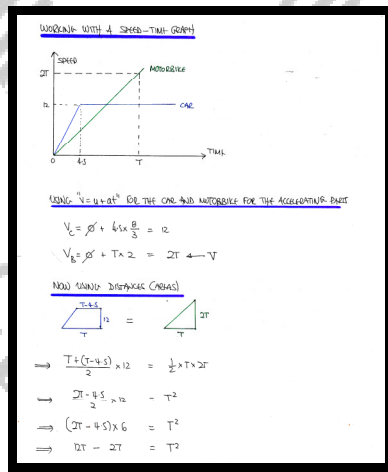 WORKING WITH A SPEED-TIME GRAPH
SPEED
2T
MOTORBIKE
12
CAR
TIME
0 4.5 T
USING "v = u + at" FOR THE CAR AND MOTORBIKE FOR THE ACCELERATING PARTS
V_C = 0 + 4.5 × 8/3 = 12
V_B = 0 + T × 2 = 2T ← V
NOW USING DISTANCES (AREAS)
T-4.5
12 = 2T
T T
⇒ T+(T-4.5)/2 × 12 = 1/2 × T × 2T
⇒ 2T-4.5/2 × 12 = T²
⇒ (2T-4.5)×6 = T²
⇒ 12T - 27 = T²